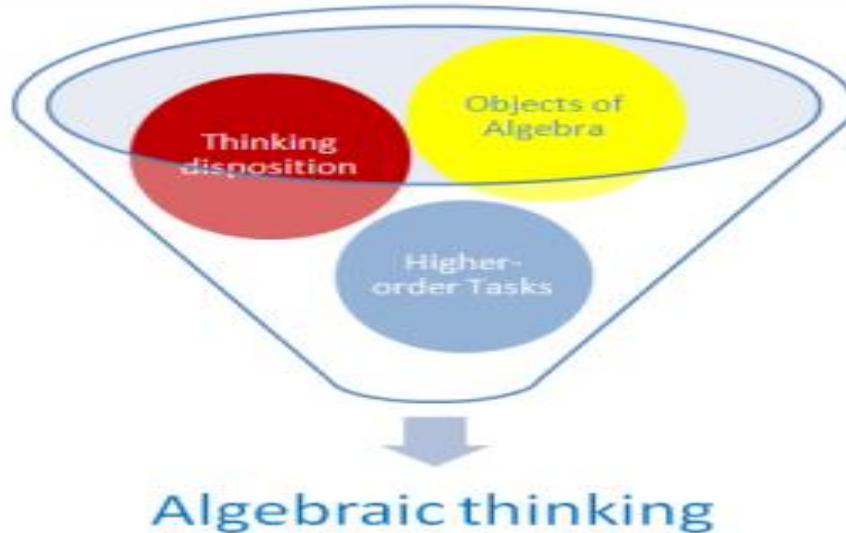 Thinking
disposition
Objects of
Algebra
Higher-
order Tasks
Algebraic thinking